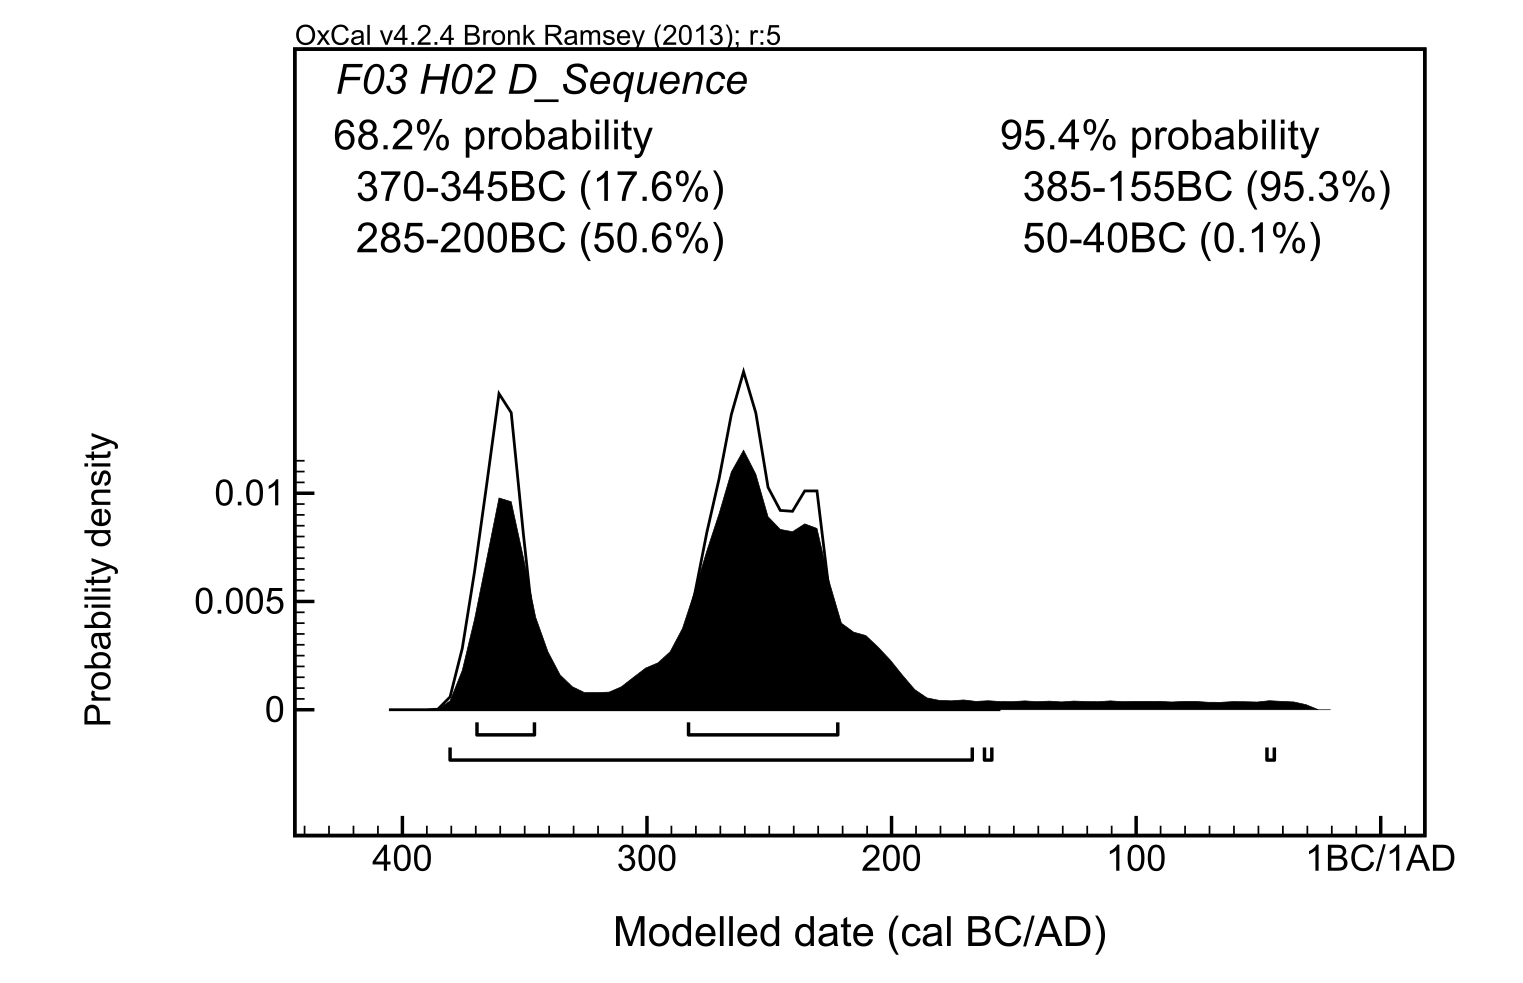 OxCal v4.2.4 Bronk Ramsey (2013); r:5
F03 H02 D_Sequence
68.2% probability
370-345BC (17.6%)
285-200BC (50.6%)
95.4% probability
385-155BC (95.3%)
50-40BC (0.1%)
Probability density
0.01
0.005
0
400 300 200 100 1BC/1AD
Modelled date (cal BC/AD)